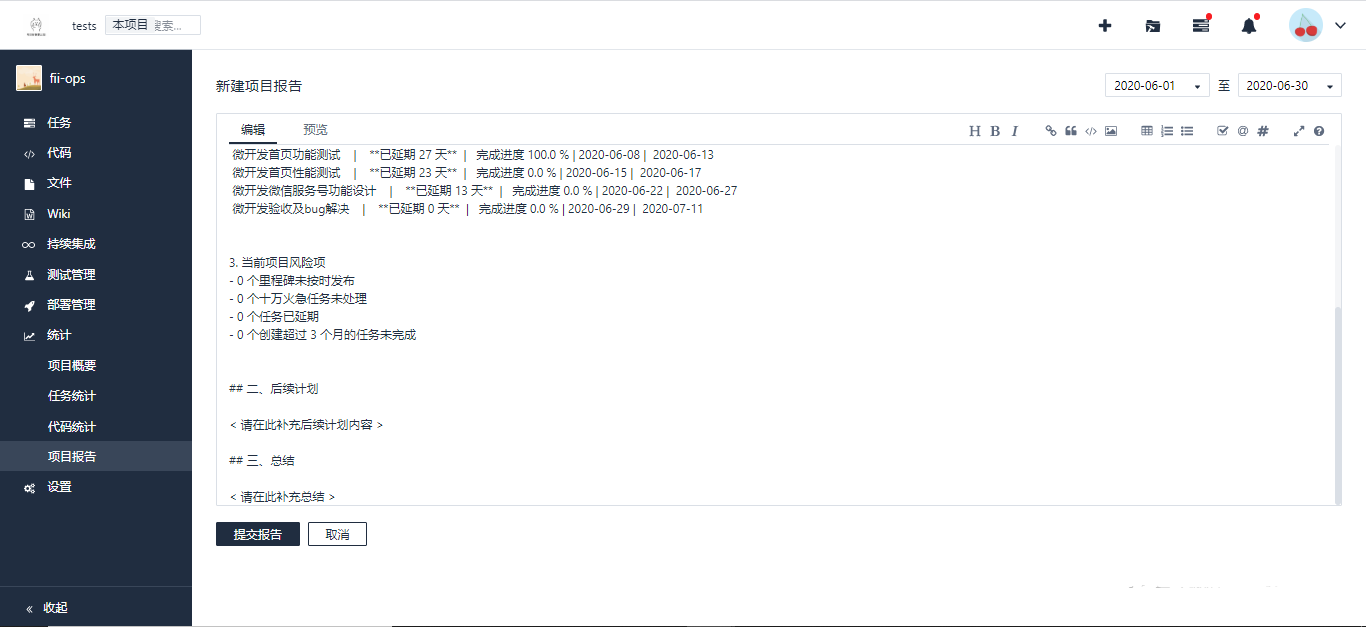 tests 本项目 搜索...
fii-ops
任务
代码
文件
Wiki
持续集成
测试管理
部署管理
统计
项目概要
任务统计
代码统计
项目报告
设置
« 收起
新建项目报告
2020-06-01 至 2020-06-30
编辑 预览
H B I
微开发首页功能测试 | **已延期 27 天** | 完成进度 100.0 % | 2020-06-08 | 2020-06-13
微开发首页性能测试 | **已延期 23 天** | 完成进度 0.0 % | 2020-06-15 | 2020-06-17
微开发微信服务号功能设计 | **已延期 13 天** | 完成进度 0.0 % | 2020-06-22 | 2020-06-27
微开发验收及bug解决 | **已延期 0 天** | 完成进度 0.0 % | 2020-06-29 | 2020-07-11
3. 当前项目风险项
- 0 个里程碑未按时发布
- 0 个十万火急任务未处理
- 0 个任务已延期
- 0 个创建超过 3 个月的任务未完成
## 二、后续计划
< 请在此补充后续计划内容 >
## 三、总结
< 请在此补充总结 >
提交报告 取消